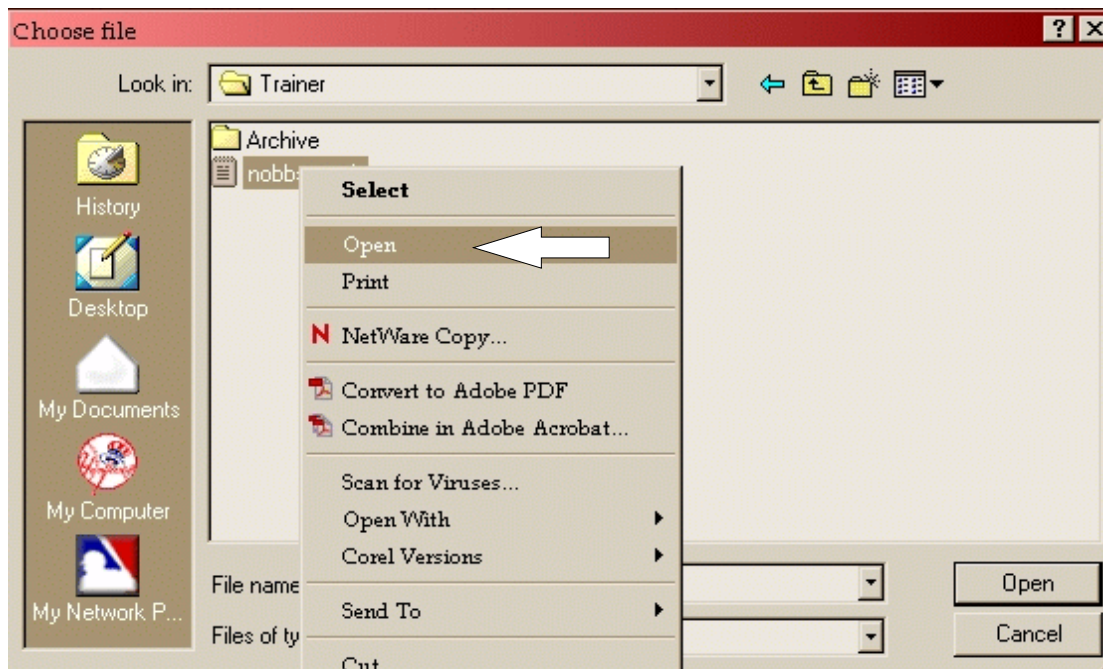 Choose file
Look in: Trainer
Archive
History
Desktop
My Documents
My Computer
My Network P...
Select
Open
Print
NetWare Copy...
Convert to Adobe PDF
Combine in Adobe Acrobat...
Scan for Viruses...
Open With
Corel Versions
Send To
Cut
File name
Files of ty
Open
Cancel